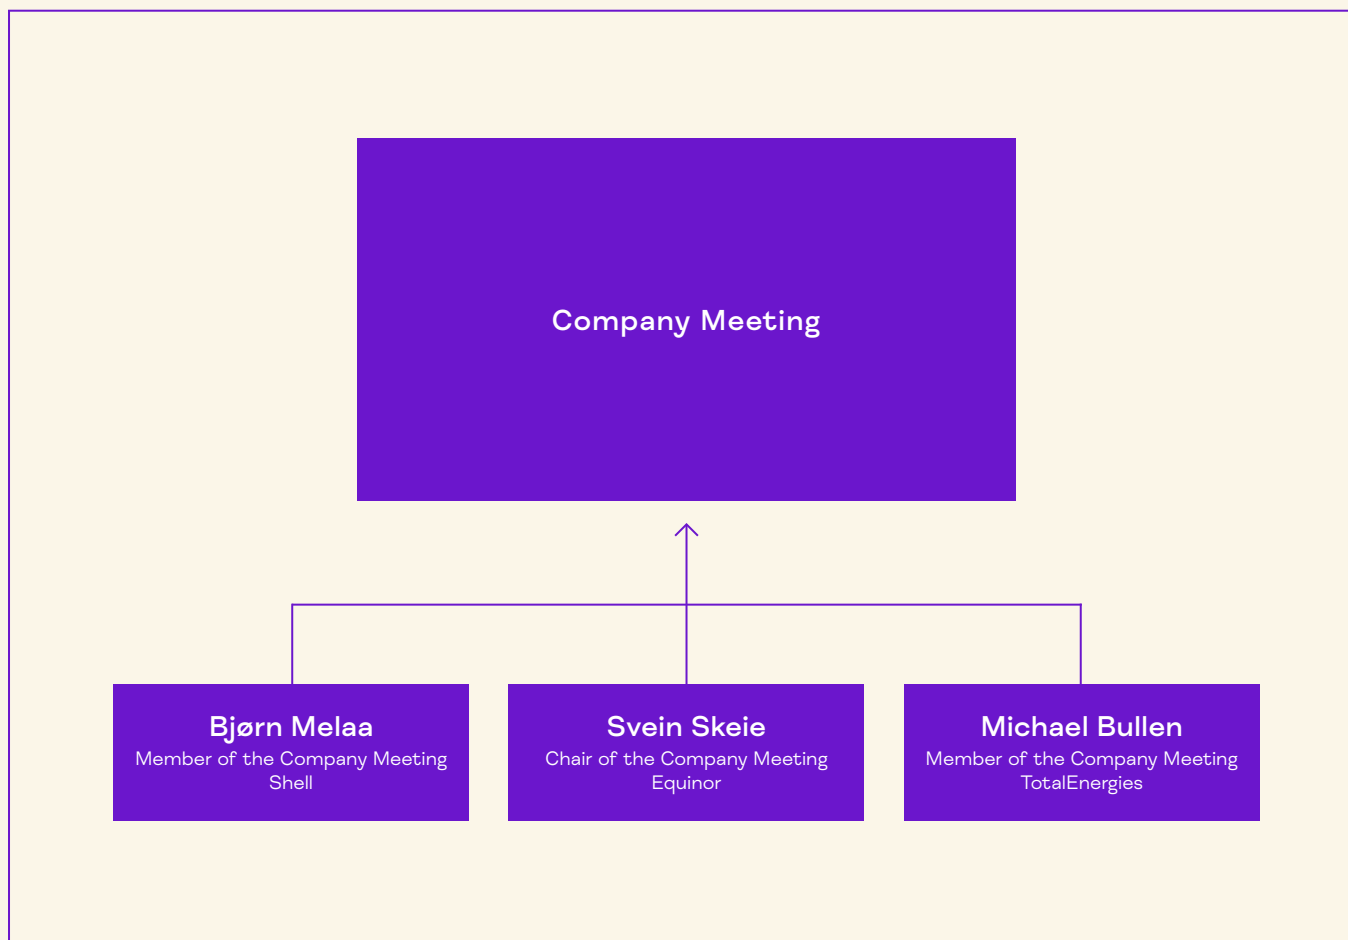 Company Meeting
Bjørn Melaa
Member of the Company Meeting
Shell
Svein Skeie
Chair of the Company Meeting
Equinor
Michael Bullen
Member of the Company Meeting
TotalEnergies